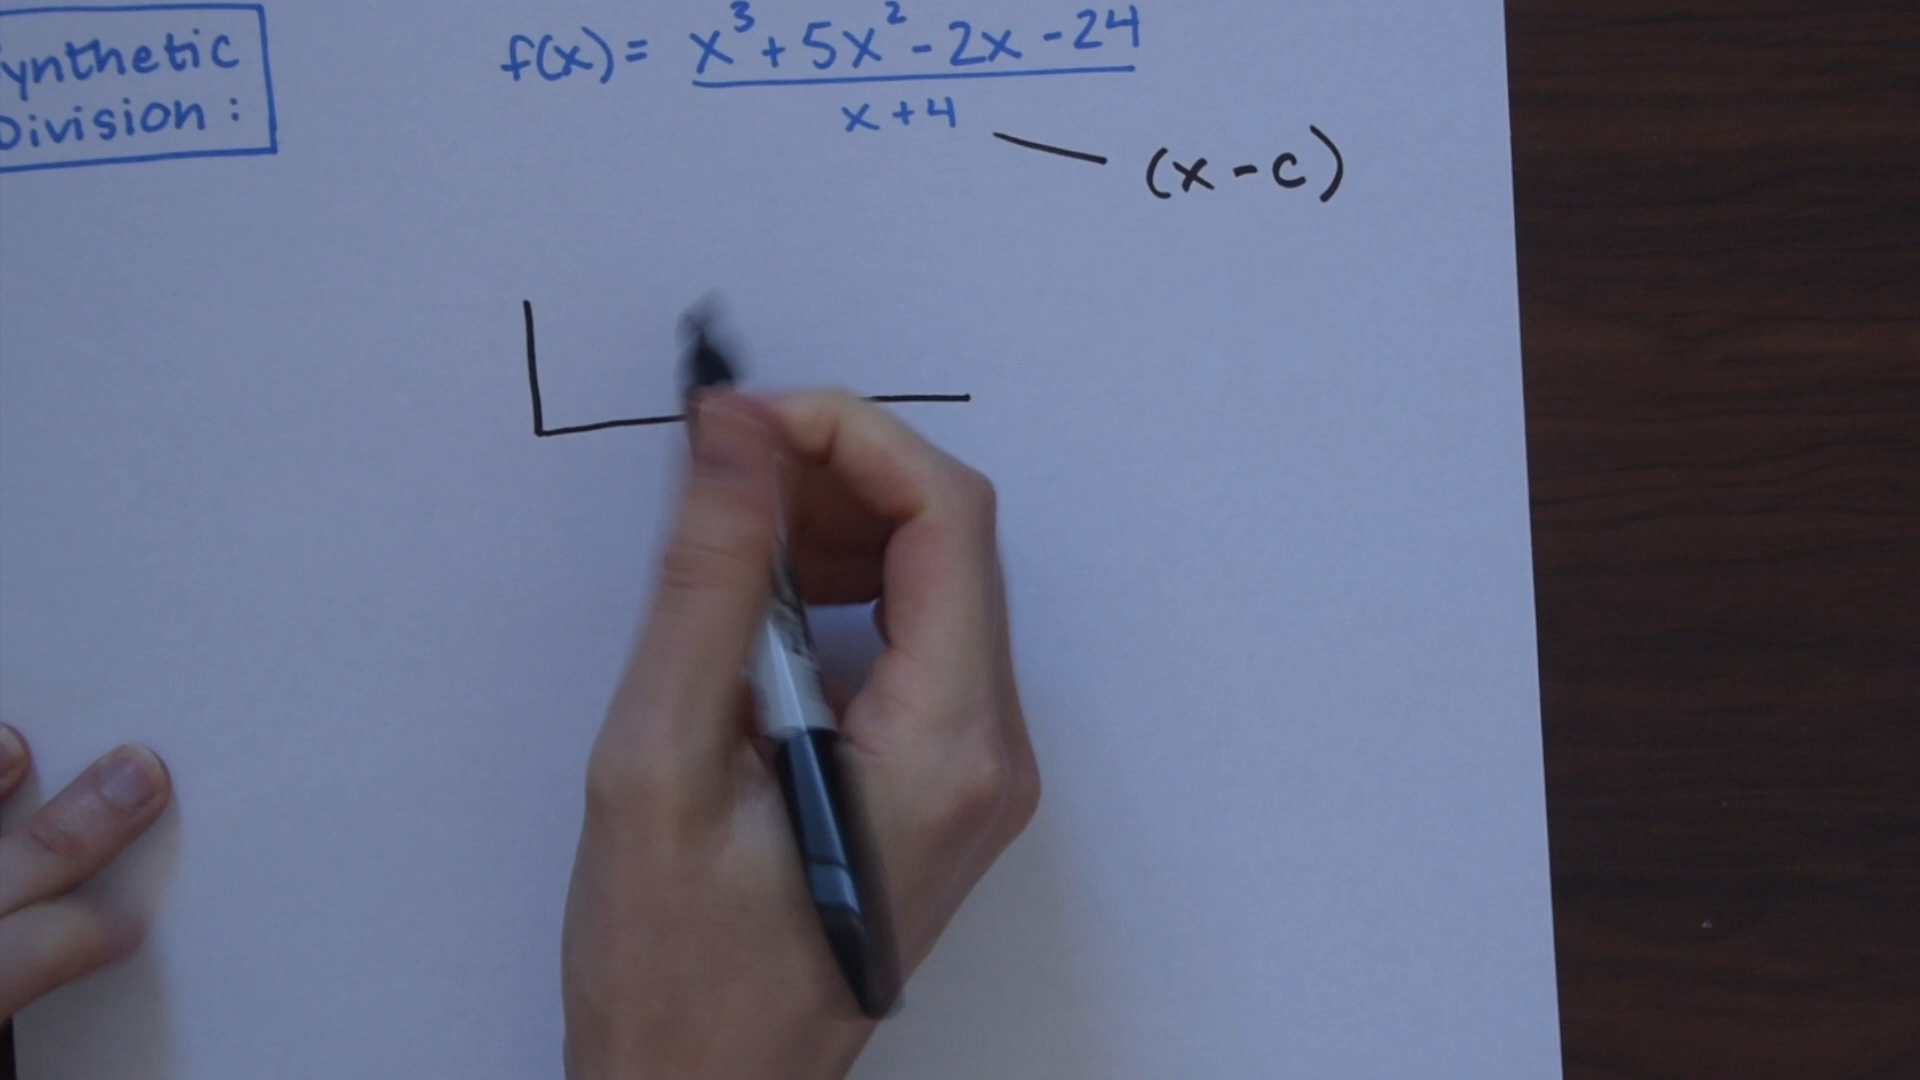 ynthetic
Division :
f(x) = x³ + 5x² - 2x - 24
x + 4
(x - c)